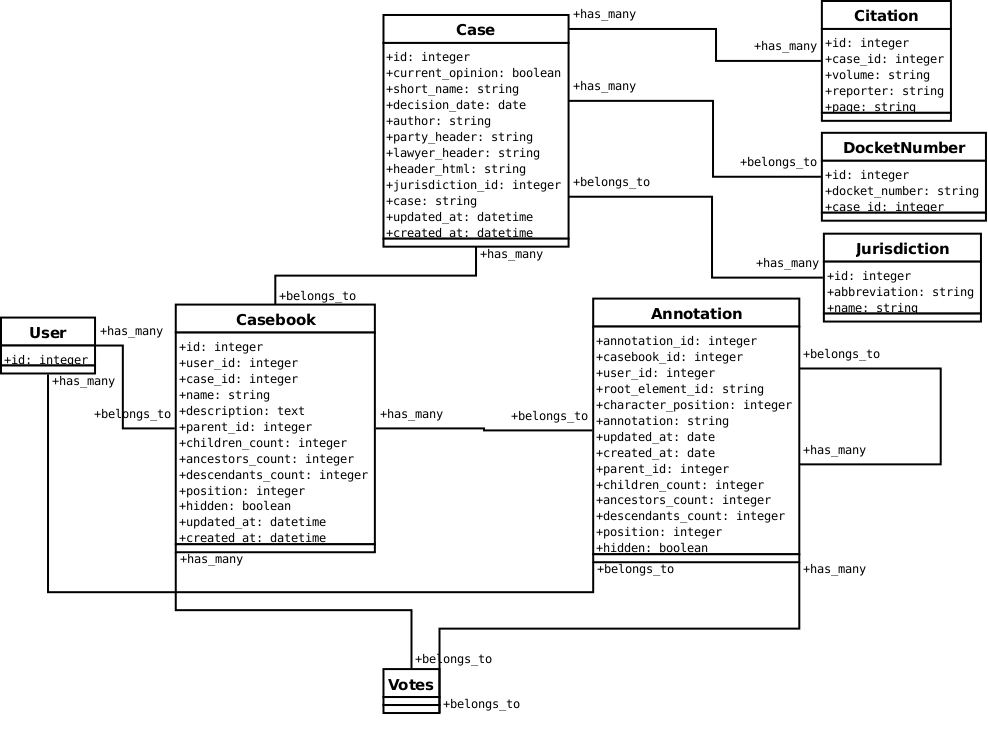 Case
+id: integer
+current_opinion: boolean
+short_name: string
+decision_date: date
+author: string
+party_header: string
+lawyer_header: string
+header_html: string
+jurisdiction_id: integer
+case: string
+updated_at: datetime
+created_at: datetime
+has_many
+has_many
+has_many
+belongs_to
+belongs_to
+has_many
Citation
+id: integer
+case_id: integer
+volume: string
+reporter: string
+page: string
DocketNumber
+id: integer
+docket_number: string
+case_id: integer
Jurisdiction
+id: integer
+abbreviation: string
+name: string
+has_many
+belongs_to
User
+id: integer
+has_many
+has_many
+belongs_to
Casebook
+id: integer
+user_id: integer
+case_id: integer
+name: string
+description: text
+parent_id: integer
+children_count: integer
+ancestors_count: integer
+descendants_count: integer
+position: integer
+hidden: boolean
+updated_at: datetime
+created_at: datetime
+has_many
+has_many
+belongs_to
Annotation
+annotation_id: integer
+casebook_id: integer
+user_id: integer
+root_element_id: string
+character_position: integer
+annotation: string
+updated_at: date
+created_at: date
+parent_id: integer
+children_count: integer
+ancestors_count: integer
+descendants_count: integer
+position: integer
+hidden: boolean
+belongs_to
+has_many
+belongs_to
+has_many
+belongs_to
Votes
+belongs_to